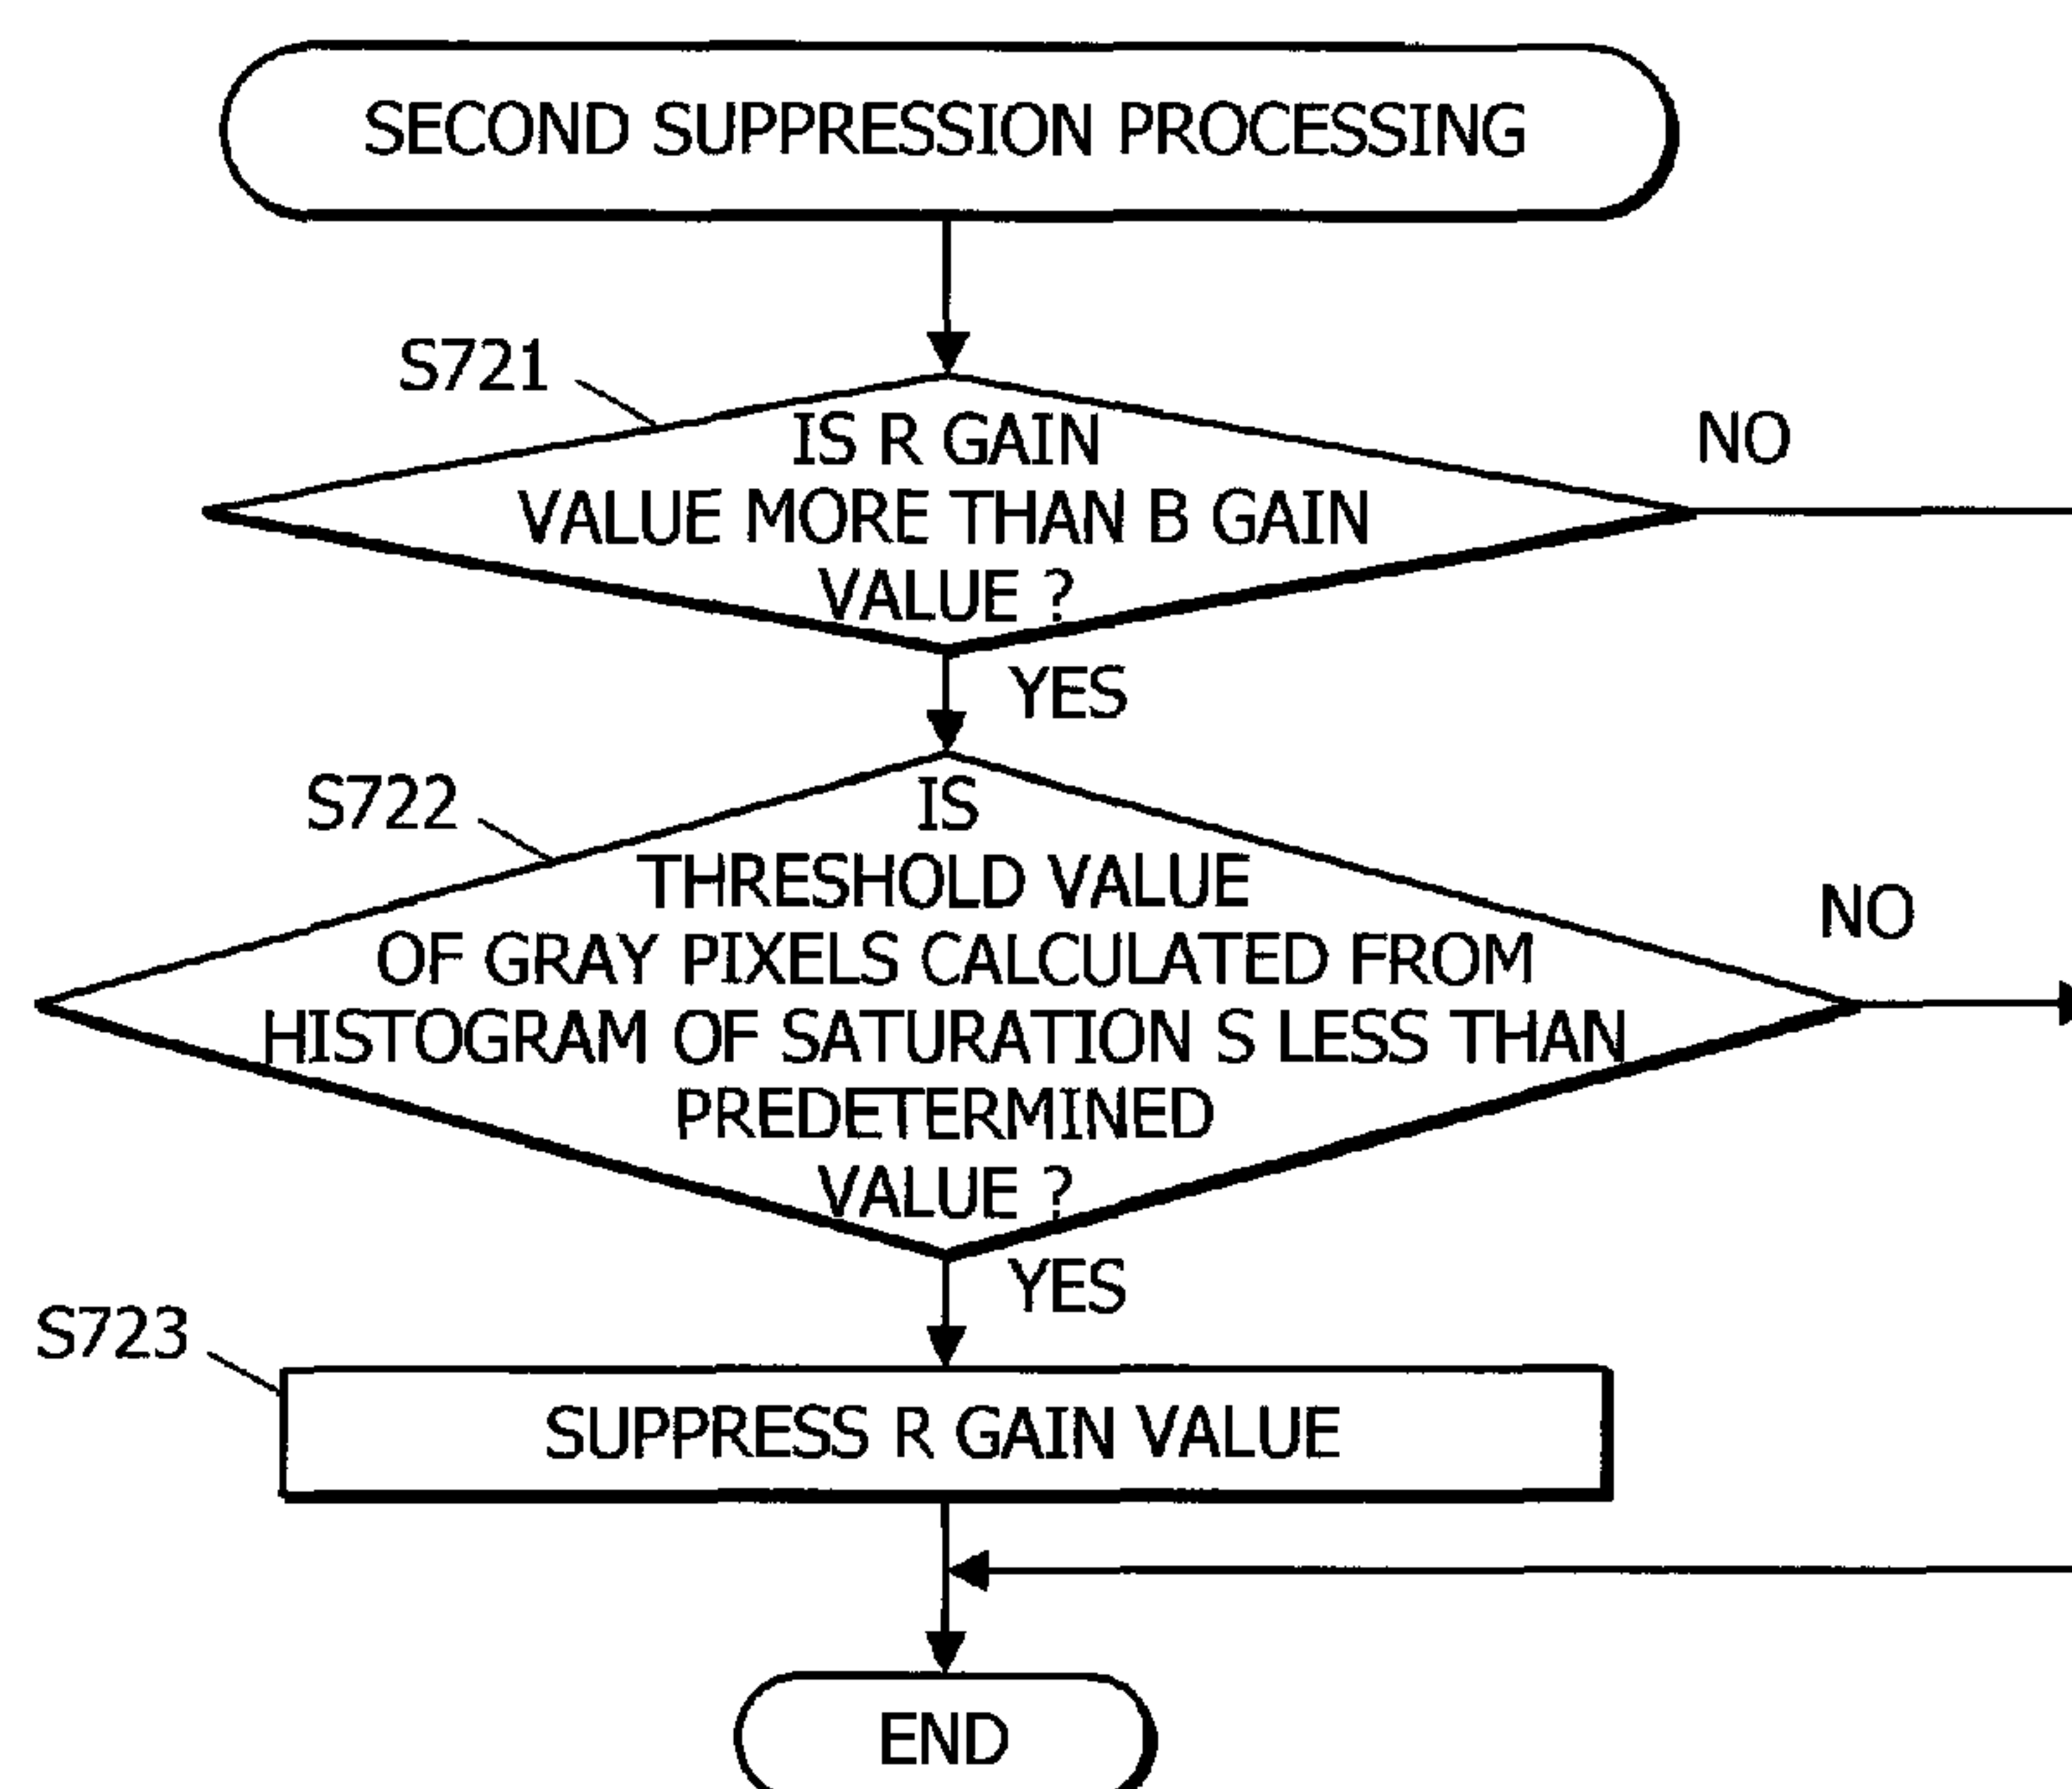 SECOND SUPPRESSION PROCESSING
S721
IS R GAIN
VALUE MORE THAN B GAIN
VALUE ?
NO
YES
S722
IS
THRESHOLD VALUE
OF GRAY PIXELS CALCULATED FROM
HISTOGRAM OF SATURATION S LESS THAN
PREDETERMINED
VALUE ?
NO
YES
S723
SUPPRESS R GAIN VALUE
END